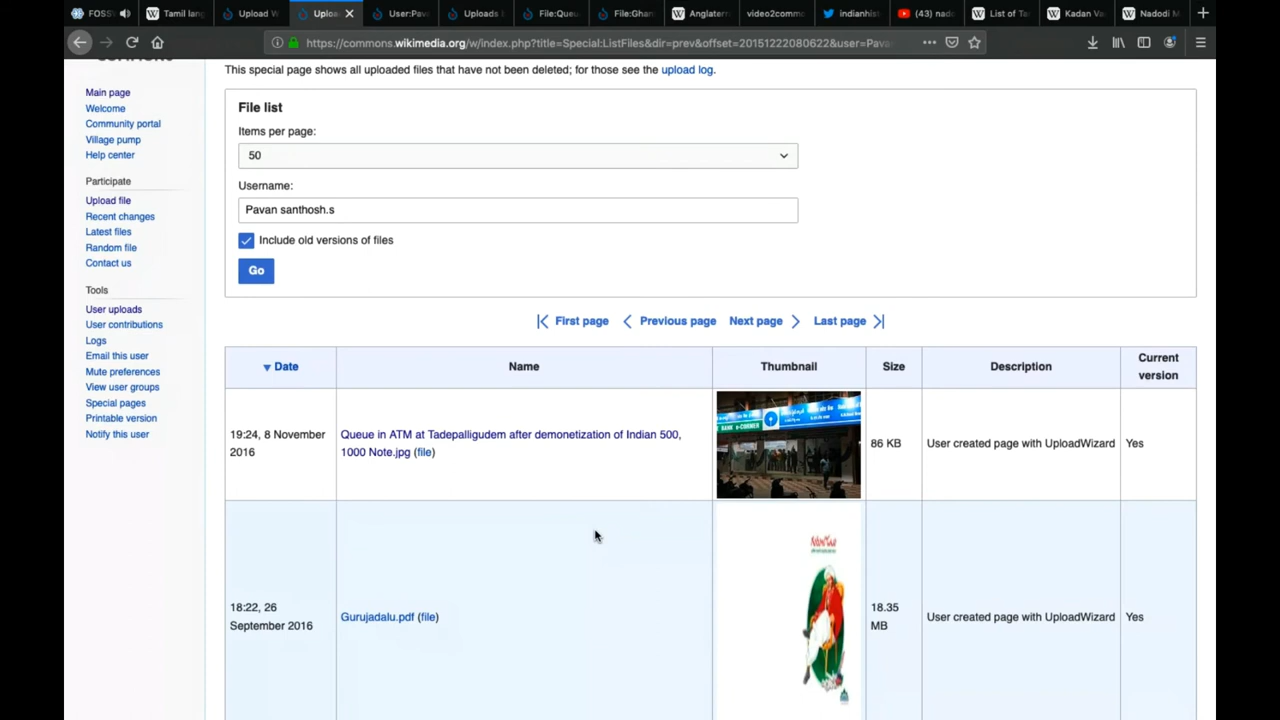 FOSS
Tamil lang
Upload W
Uploa
User:Pav
Uploads
File:Que
File:Ghan
Anglatern
video2comm
indianhist
(43) nad
List of Ta
Kadan Va
Nadodi M
https://commons.wikimedia.org/w/index.php?title=Special:ListFiles&dir=prev&offset=20151222080622&user=Pava
This special page shows all uploaded files that have not been deleted; for those see the upload log.
Main page
Welcome
Community portal
Village pump
Help center
Participate
Upload file
Recent changes
Latest files
Random file
Contact us
Tools
User uploads
User contributions
Logs
Email this user
Mute preferences
View user groups
Special pages
Printable version
Notify this user
File list
Items per page:
50
Username:
Pavan santhosh.s
Include old versions of files
Go
First page Previous page Next page Last page
Date Name Thumbnail Size Description Current
version
19:24, 8 November
2016
Queue in ATM at Tadepalligudem after demonetization of Indian 500,
1000 Note.jpg (file)
BANK e-CORNER
86 KB
User created page with UploadWizard
Yes
18:22, 26
September 2016
Gurujadalu.pdf (file)
18.35
MB
User created page with UploadWizard
Yes